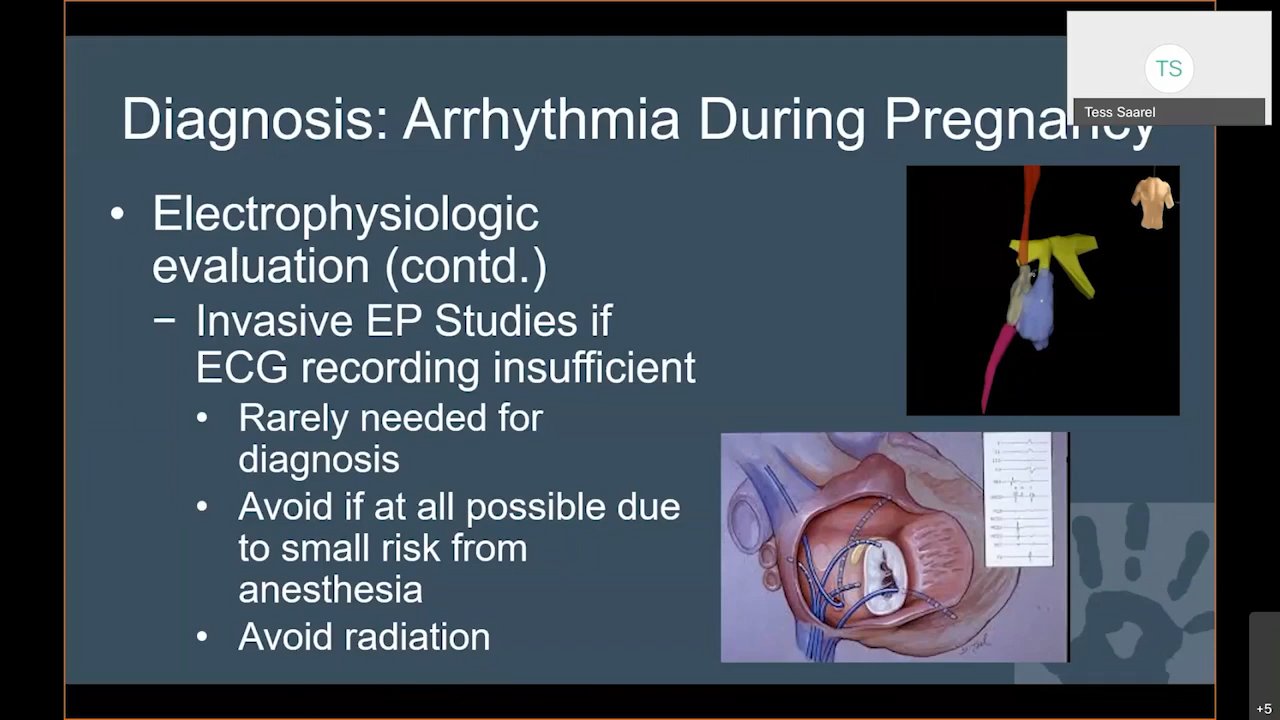 TS
Tess Saarel
Diagnosis: Arrhythmia During Pregnancy
• Electrophysiologic
evaluation (contd.)
– Invasive EP Studies if
ECG recording insufficient
• Rarely needed for
diagnosis
• Avoid if at all possible due
to small risk from
anesthesia
• Avoid radiation
+5